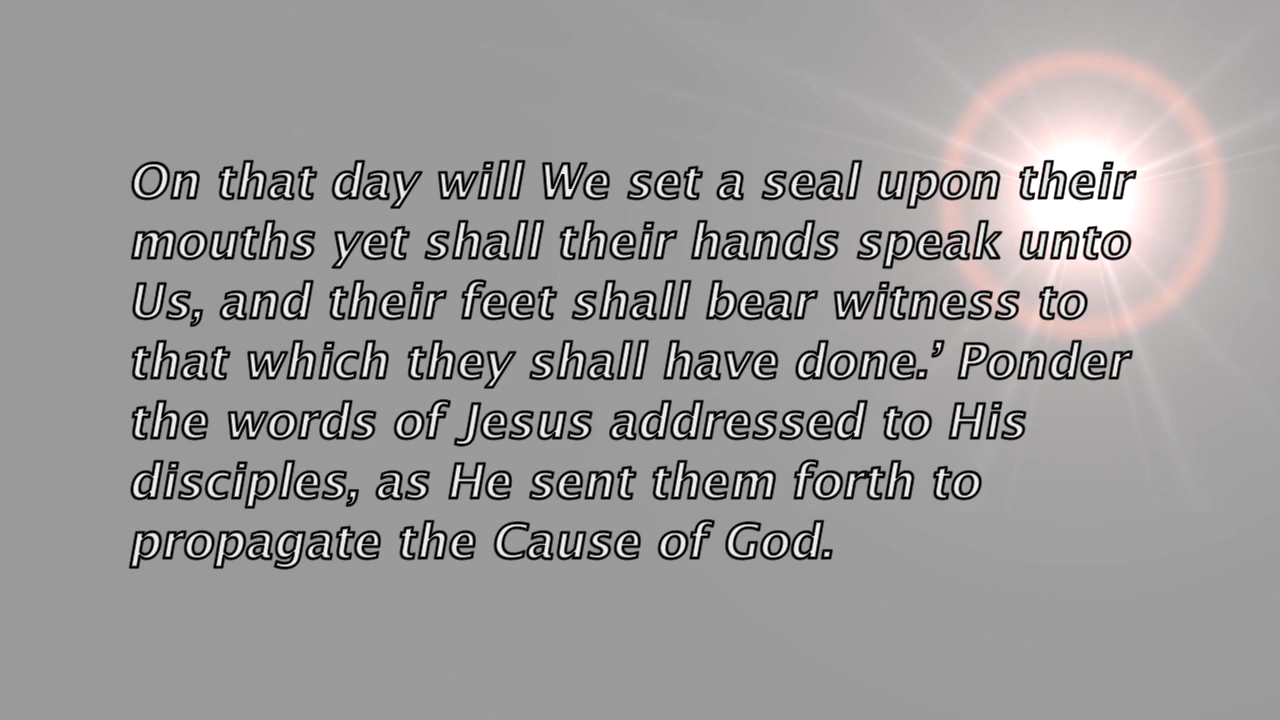 On that day will We set a seal upon their
mouths yet shall their hands speak unto
Us, and their feet shall bear witness to
that which they shall have done.’ Ponder
the words of Jesus addressed to His
disciples, as He sent them forth to
propagate the Cause of God.